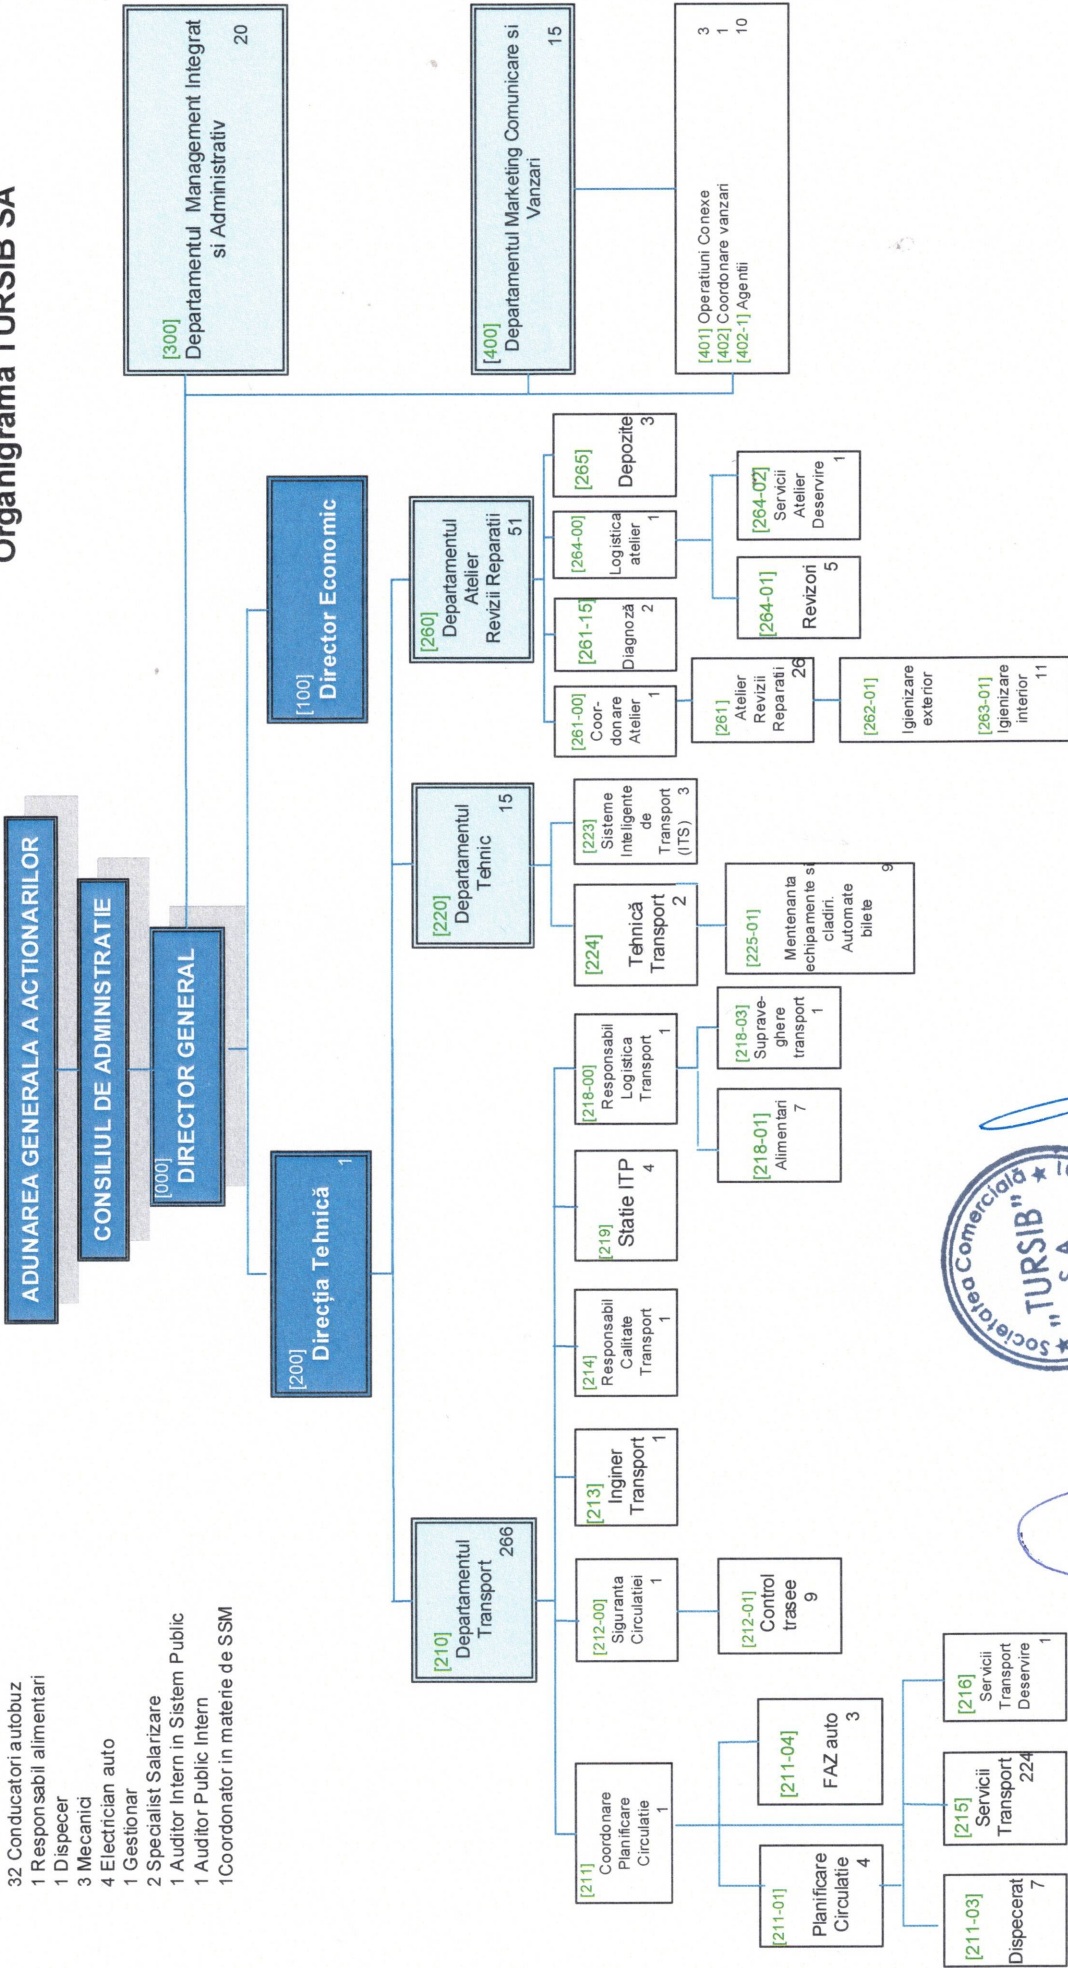 Organigrama TURSIB SA
32 Conducatori autobuz
1 Responsabil alimentari
1 Dispecer
3 Mecanici
4 Electrician auto
1 Gestionar
2 Specialist Salarizare
1 Auditor Intern in Sistem Public
1 Auditor Public Intern
1Coordonator in materie de SSM
ADUNAREA GENERALA A ACTIONARILOR
CONSILIUL DE ADMINISTRATIE
[000]
DIRECTOR GENERAL
[200]
Direcția Tehnică
1
[100]
Director Economic
[300]
Departamentul Management Integrat
si Administrativ
20
[400]
Departamentul Marketing Comunicare si
Vanzari
15
[401] Operatiuni Conexe 3
[402] Coordonare vanzari 1
[402-1] Agentii 10
[210]
Departamentul
Transport
266
[220]
Departamentul
Tehnic
15
[260]
Departamentul
Atelier
Revizii Reparatii
51
[211]
Coordonare
Planificare
Circulatie
1
[212-00]
Siguranta
Circulatiei
1
[213]
Inginer
Transport
1
[214]
Responsabil
Calitate
Transport
1
[219]
Statie ITP
4
[218-00]
Responsabil
Logistica
Transport
1
[224]
Tehnică
Transport
2
[223]
Sisteme
Inteligente
de
Transport
(ITS) 3
[261-00]
Coor-
donare
Atelier
1
[261-15]
Diagnoză
2
[264-00]
Logistica
atelier
1
[265]
Depozite
3
[211-01]
Planificare
Circulatie
4
[211-04]
FAZ auto
3
[212-01]
Control
trasee
9
[218-01]
Alimentari
7
[218-03]
Suprave-
ghere
transport
1
[225-01]
Mentenanta
echipamente si
cladiri.
Automate
bilete
9
[261]
Atelier
Revizii
Reparatii
26
[264-01]
Revizori
5
[264-02]
Servicii
Atelier
Deservire
1
[262-01]
Igienizare
exterior
[263-01]
Igienizare
interior
11
[211-03]
Dispecerat
7
[215]
Servicii
Transport
224
[216]
Servicii
Transport
Deservire
1
Societatea Comercială
"TURSIB"
S.A.